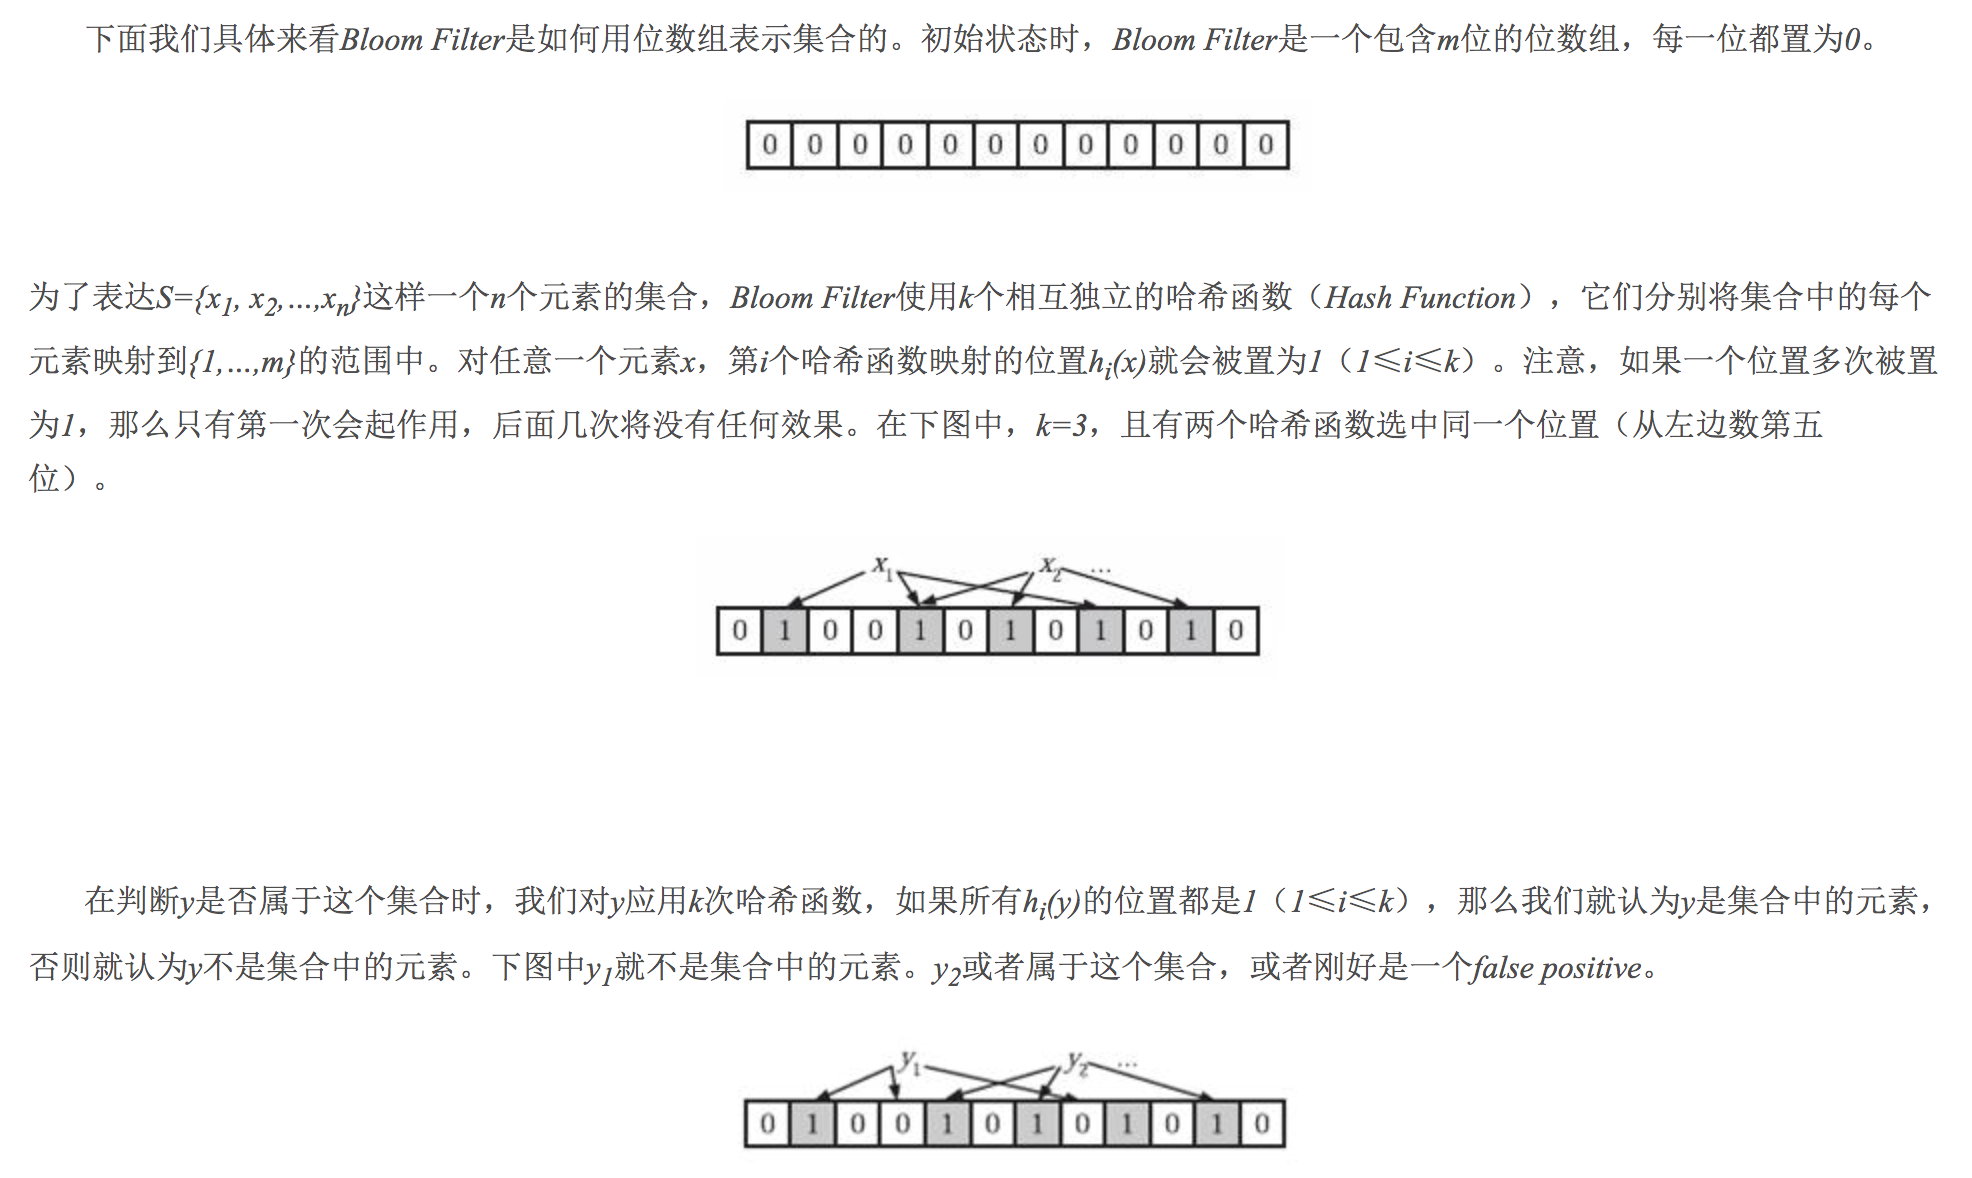 下面我们具体来看Bloom Filter是如何用位数组表示集合的。初始状态时，Bloom Filter是一个包含m位的位数组，每一位都置为0。
0 0 0 0 0 0 0 0 0 0 0 0
为了表达S={x1, x2,...,xn}这样一个n个元素的集合，Bloom Filter使用k个相互独立的哈希函数（Hash Function），它们分别将集合中的每个
元素映射到{1,...,m}的范围中。对任意一个元素x，第i个哈希函数映射的位置hi(x)就会被置为1（1≤i≤k）。注意，如果一个位置多次被置
为1，那么只有第一次会起作用，后面几次将没有任何效果。在下图中，k=3，且有两个哈希函数选中同一个位置（从左边数第五
位）。
x1 x2 ...
0 1 0 0 1 0 1 0 1 0 1 0
在判断y是否属于这个集合时，我们对y应用k次哈希函数，如果所有hi(y)的位置都是1（1≤i≤k），那么我们就认为y是集合中的元素，
否则就认为y不是集合中的元素。下图中y1就不是集合中的元素。y2或者属于这个集合，或者刚好是一个false positive。
y1 y2 ...
0 1 0 0 1 0 1 0 1 0 1 0